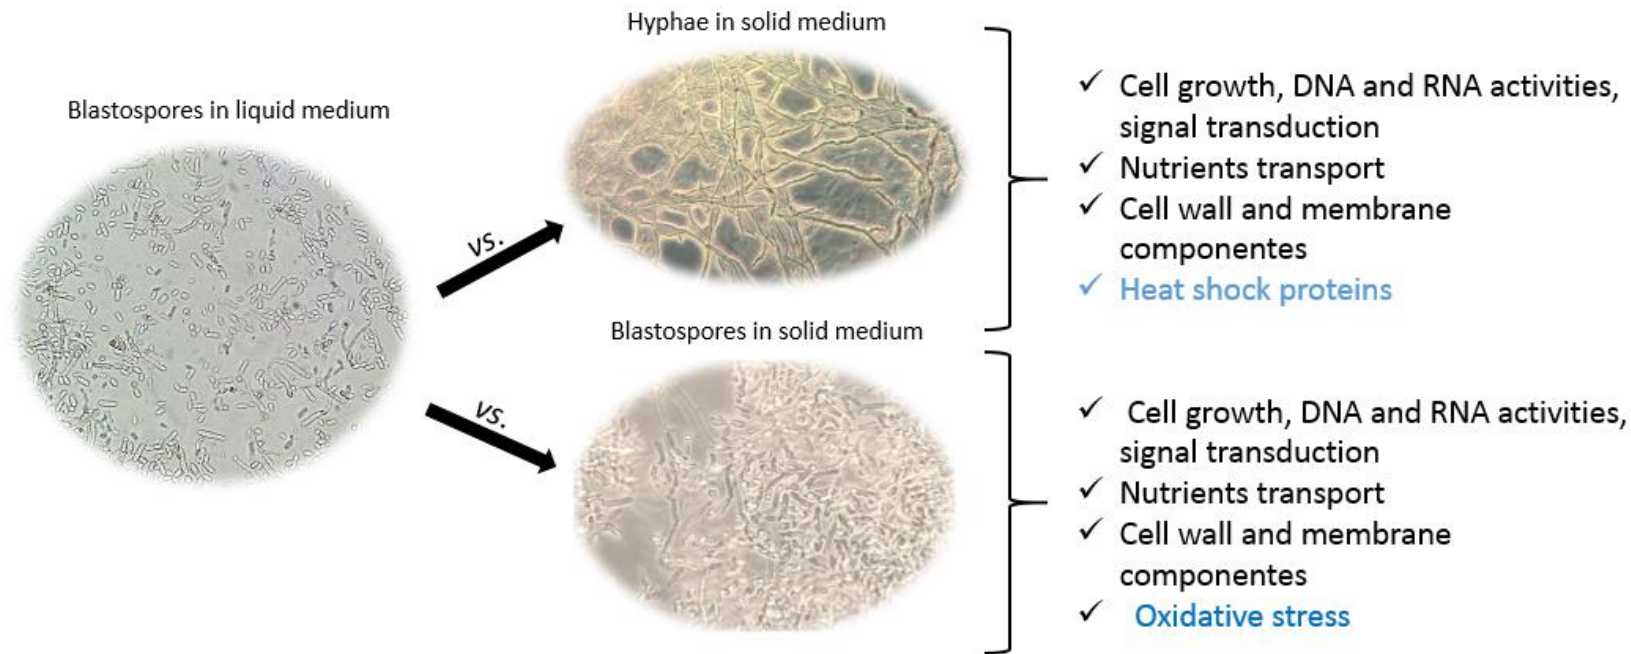 Hyphae in solid medium
Blastospores in liquid medium
vs.
✓ Cell growth, DNA and RNA activities,
signal transduction
✓ Nutrients transport
✓ Cell wall and membrane
componentes
✓ Heat shock proteins
Blastospores in solid medium
vs.
✓ Cell growth, DNA and RNA activities,
signal transduction
✓ Nutrients transport
✓ Cell wall and membrane
componentes
✓ Oxidative stress